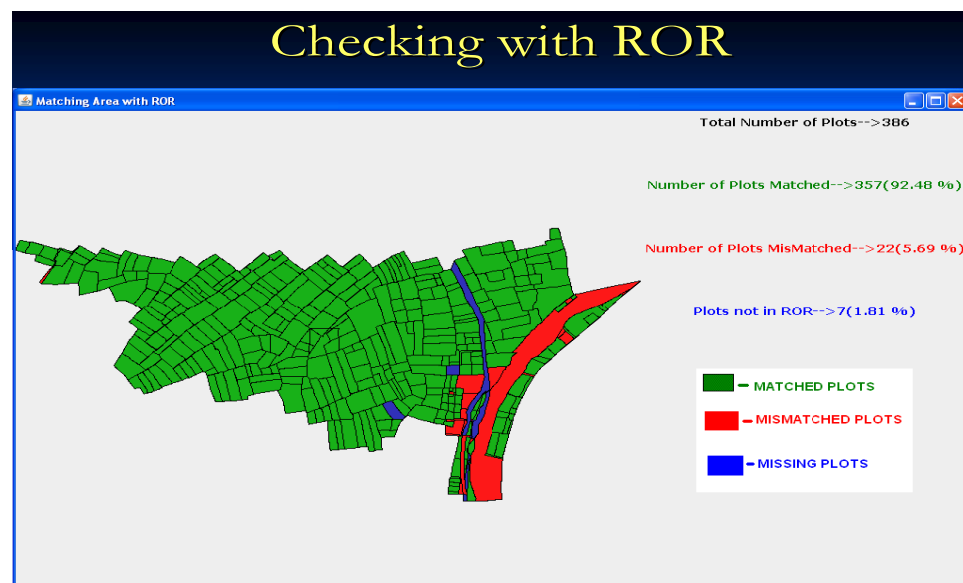 Checking with ROR
Matching Area with ROR
Total Number of Plots-->386
Number of Plots Matched-->357(92.48 %)
Number of Plots MisMatched-->22(5.69 %)
Plots not in ROR-->7(1.81 %)
MATCHED PLOTS
MISMATCHED PLOTS
MISSING PLOTS